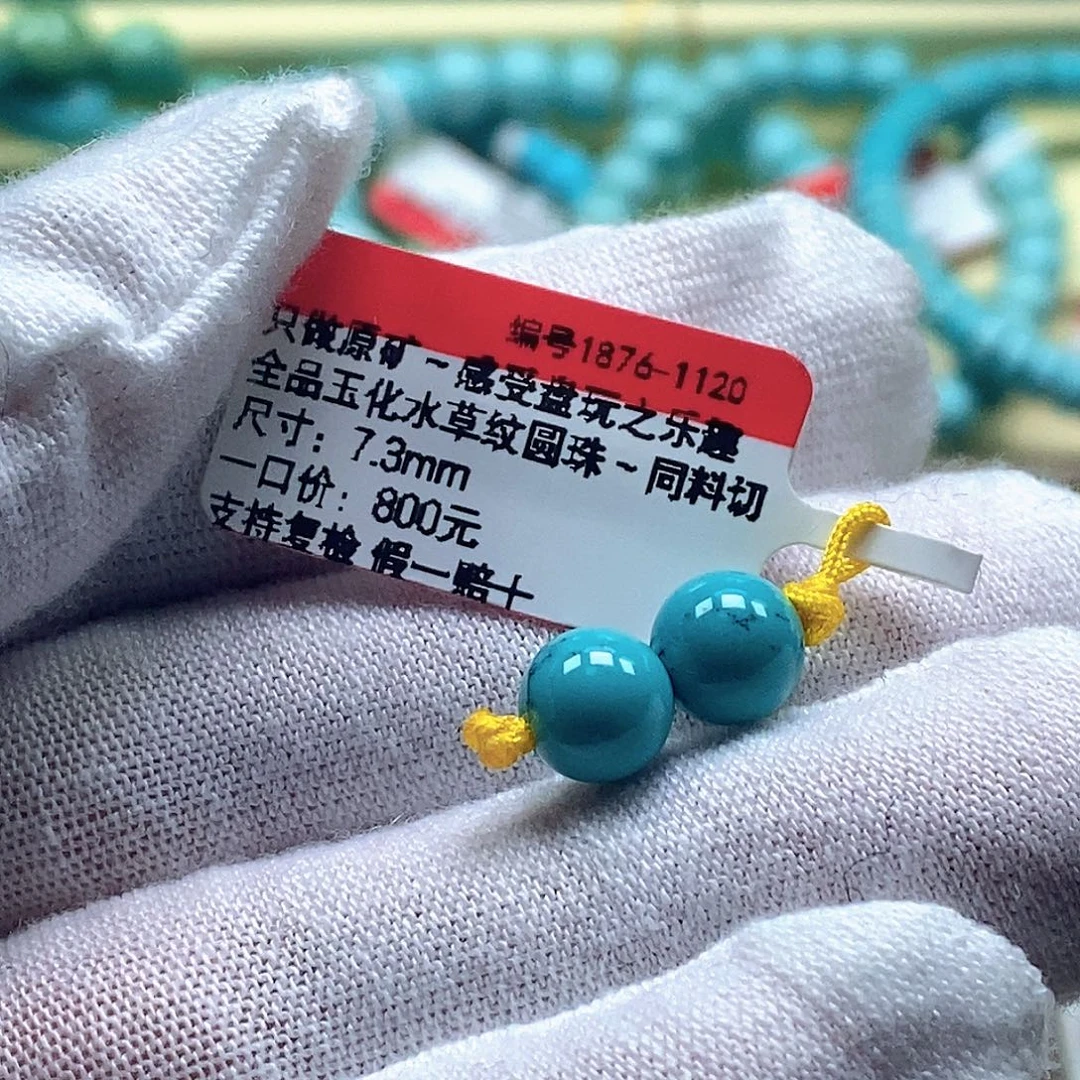 编号1876-1120
只做原矿~感受盘玩之乐趣
全品玉化水草纹圆珠~同料切
尺寸：7.3mm
一口价：800元
支持复检 假一赔十